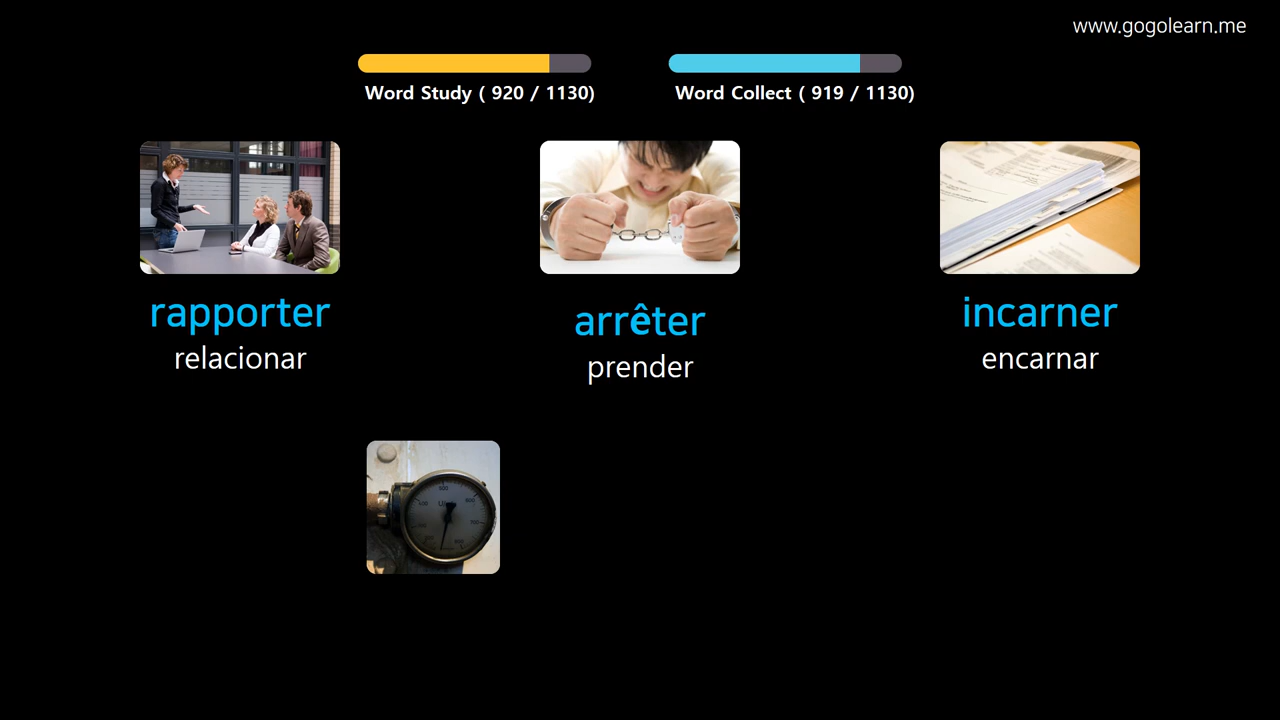 www.gogolearn.me
Word Study ( 920 / 1130)
Word Collect ( 919 / 1130)
rapporter
relacionar
arrêter
prender
incarner
encarnar